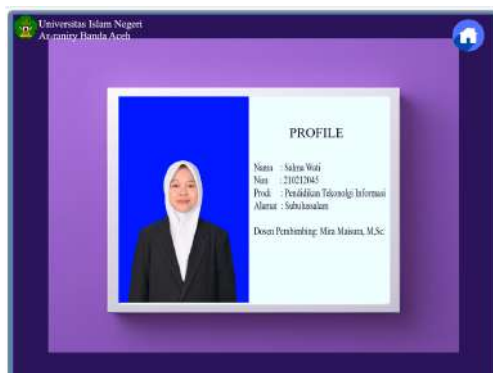 Universitas Islam Negeri
Ar-raniry Banda Aceh
PROFILE
Nama : Salma Wati
Nim : 210212045
Prodi : Pendidikan Teknologi Informasi
Alamat : Subulussalam
Dosen Pembimbing: Mira Maisura, M.Sc